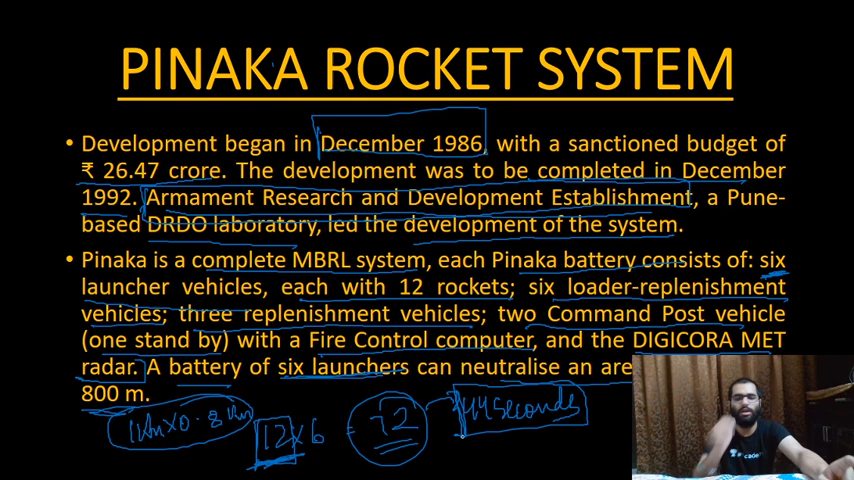 PINAKA ROCKET SYSTEM
• Development began in December 1986, with a sanctioned budget of
₹ 26.47 crore. The development was to be completed in December
1992. Armament Research and Development Establishment, a Pune-
based DRDO laboratory, led the development of the system.
• Pinaka is a complete MBRL system, each Pinaka battery consists of: six
launcher vehicles, each with 12 rockets; six loader-replenishment
vehicles; three replenishment vehicles; two Command Post vehicle
(one stand by) with a Fire Control computer, and the DIGICORA MET
radar. A battery of six launchers can neutralise an
800 m.
1km x 0.8km
12 x 6 = 72
44 seconds